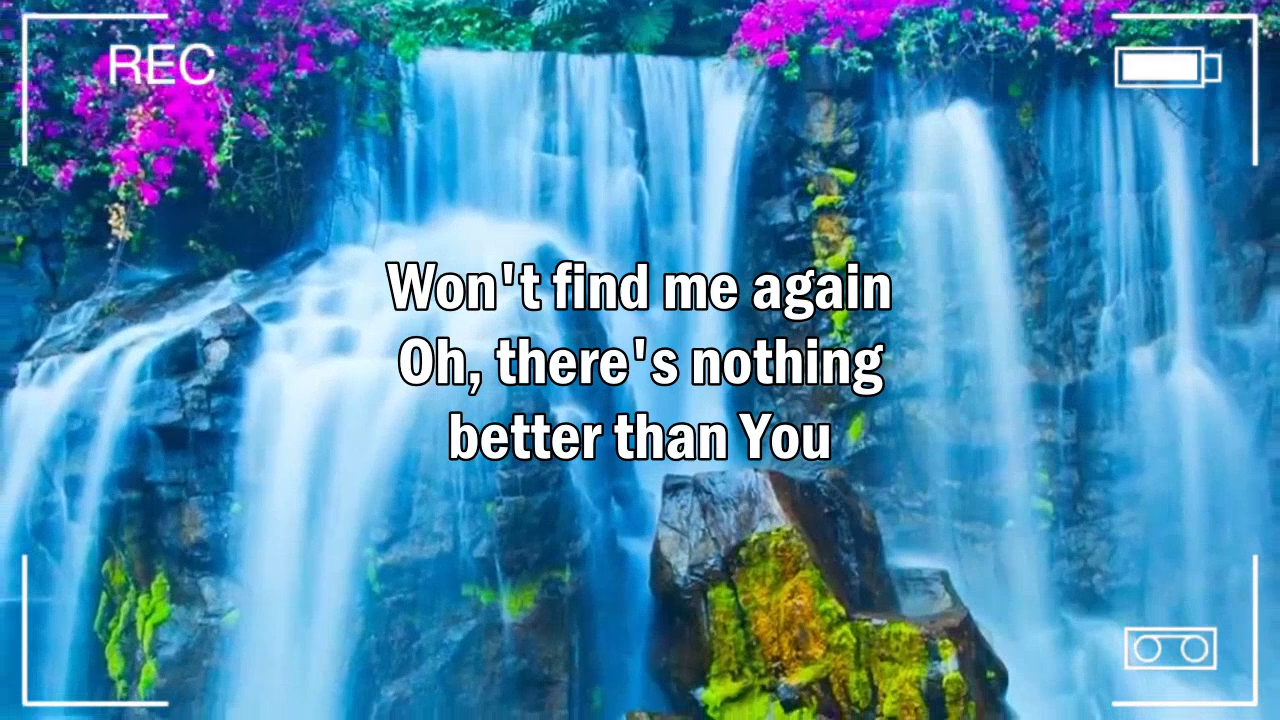 REC
Won't find me again
Oh, there's nothing
better than You